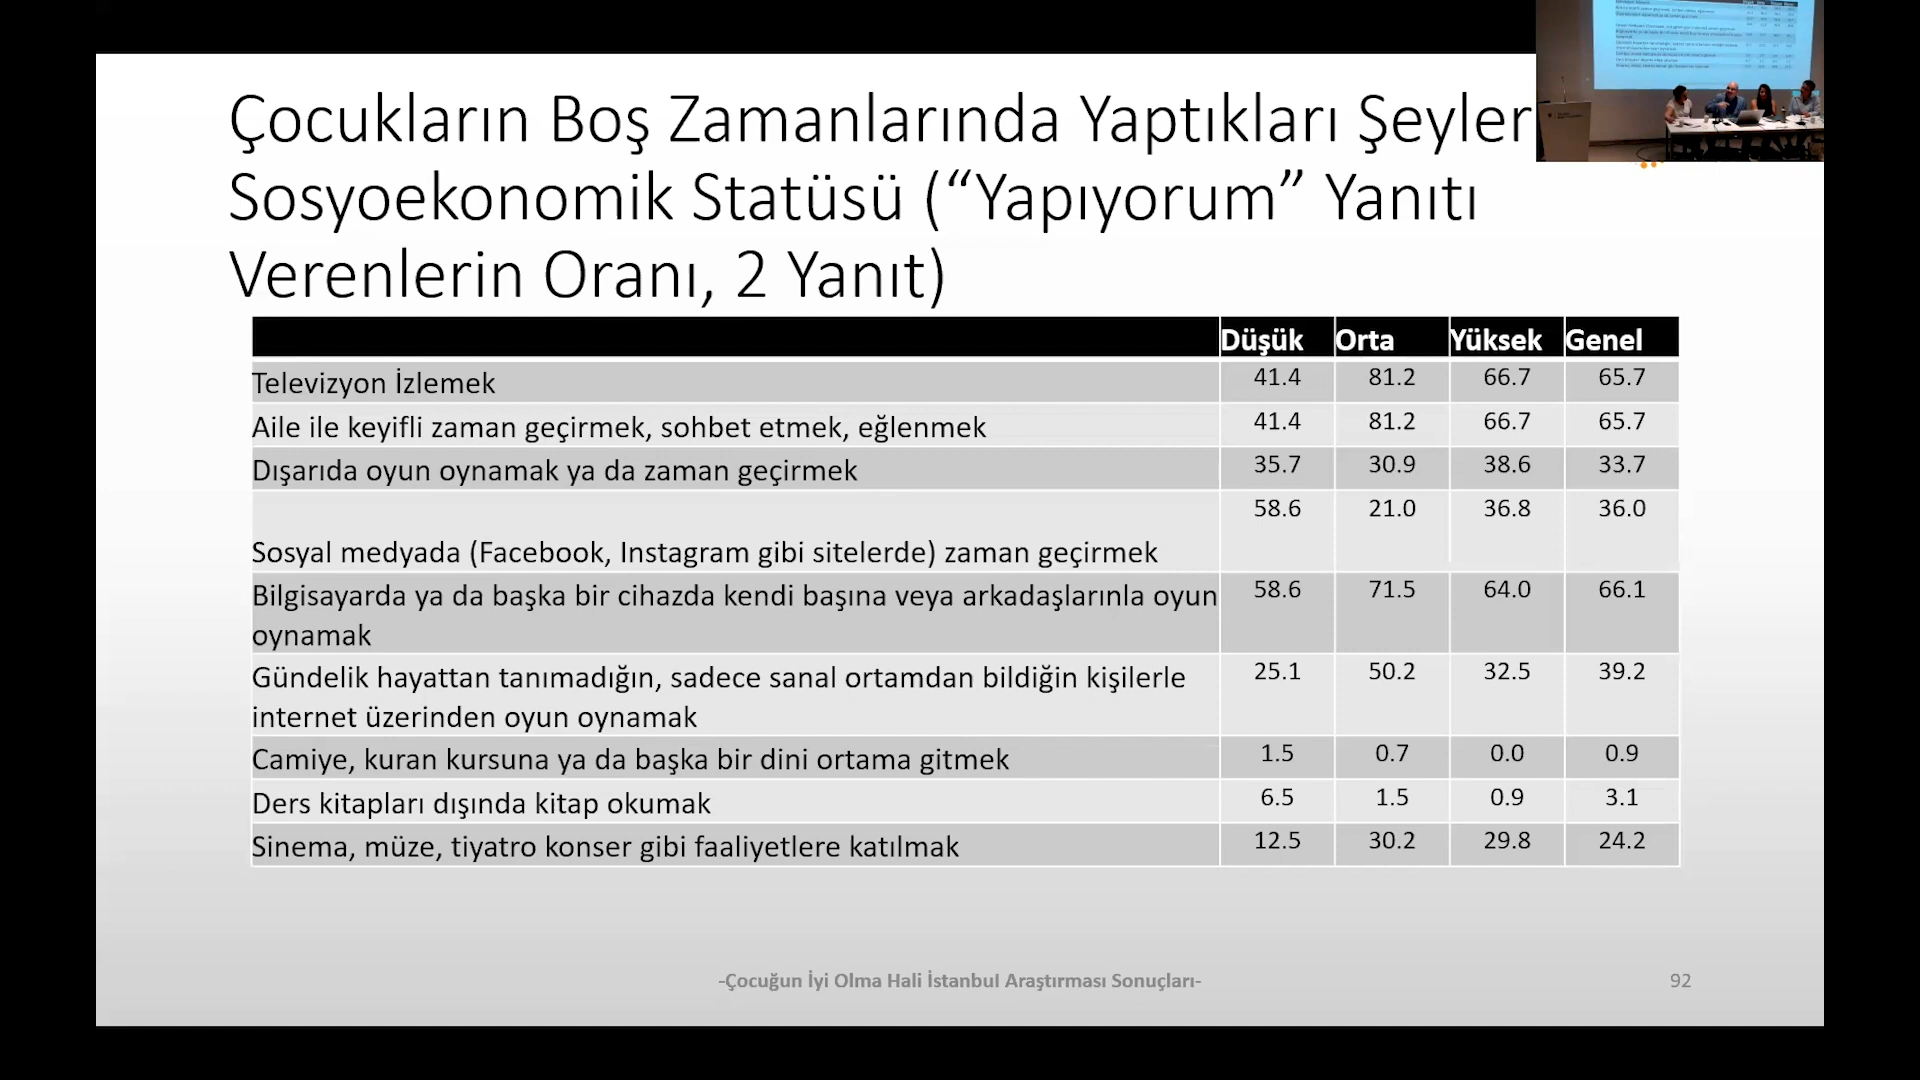 Çocukların Boş Zamanlarında Yaptıkları Şeyler
Sosyoekonomik Statüsü (“Yapıyorum” Yanıtı
Verenlerin Oranı, 2 Yanıt)
Düşük Orta Yüksek Genel
Televizyon İzlemek 41.4 81.2 66.7 65.7
Aile ile keyifli zaman geçirmek, sohbet etmek, eğlenmek 41.4 81.2 66.7 65.7
Dışarıda oyun oynamak ya da zaman geçirmek 35.7 30.9 38.6 33.7
58.6 21.0 36.8 36.0
Sosyal medyada (Facebook, Instagram gibi sitelerde) zaman geçirmek
Bilgisayarda ya da başka bir cihazda kendi başına veya arkadaşlarınla oyun 58.6 71.5 64.0 66.1
oynamak
Gündelik hayattan tanımadığın, sadece sanal ortamdan bildiğin kişilerle 25.1 50.2 32.5 39.2
internet üzerinden oyun oynamak
Camiye, kuran kursuna ya da başka bir dini ortama gitmek 1.5 0.7 0.0 0.9
Ders kitapları dışında kitap okumak 6.5 1.5 0.9 3.1
Sinema, müze, tiyatro konser gibi faaliyetlere katılmak 12.5 30.2 29.8 24.2
-Çocuğun İyi Olma Hali İstanbul Araştırması Sonuçları-
92